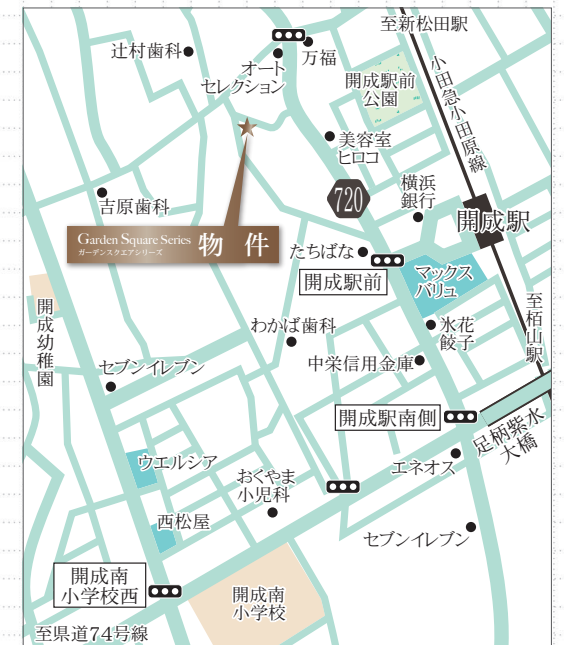 至新松田駅
辻村歯科
万福
オート
セレクション
開成駅前
公園
小田急小田原線
美容室
ヒロコ
720
横浜
銀行
吉原歯科
開成駅
Garden Square Series
ガーデンスクエアシリーズ
物件
たちばな
開成駅前
マックス
バリュ
至栢山駅
開成幼稚園
わかば歯科
氷花
餃子
セブンイレブン
中栄信用金庫
開成駅南側
足柄紫水
大橋
ウエルシア
おくやま
小児科
エネオス
西松屋
セブンイレブン
開成南
小学校西
開成南
小学校
至県道74号線